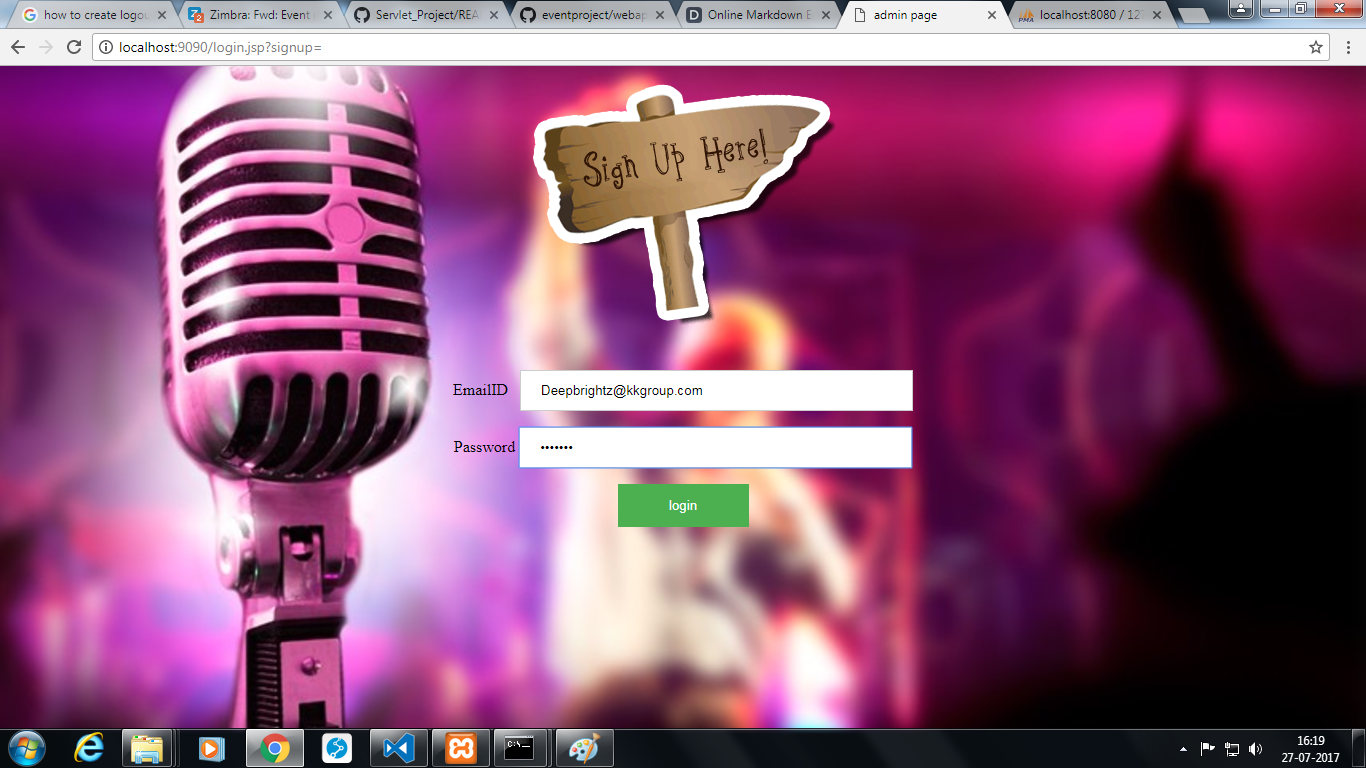 how to create logou
Zimbra: Fwd: Event
Servlet_Project/REA
eventproject/webap
Online Markdown E
admin page
localhost:8080 / 127
localhost:9090/login.jsp?signup=
Sign Up Here!
EmailID
Deepbrightz@kkgroup.com
Password
login
16:19
27-07-2017